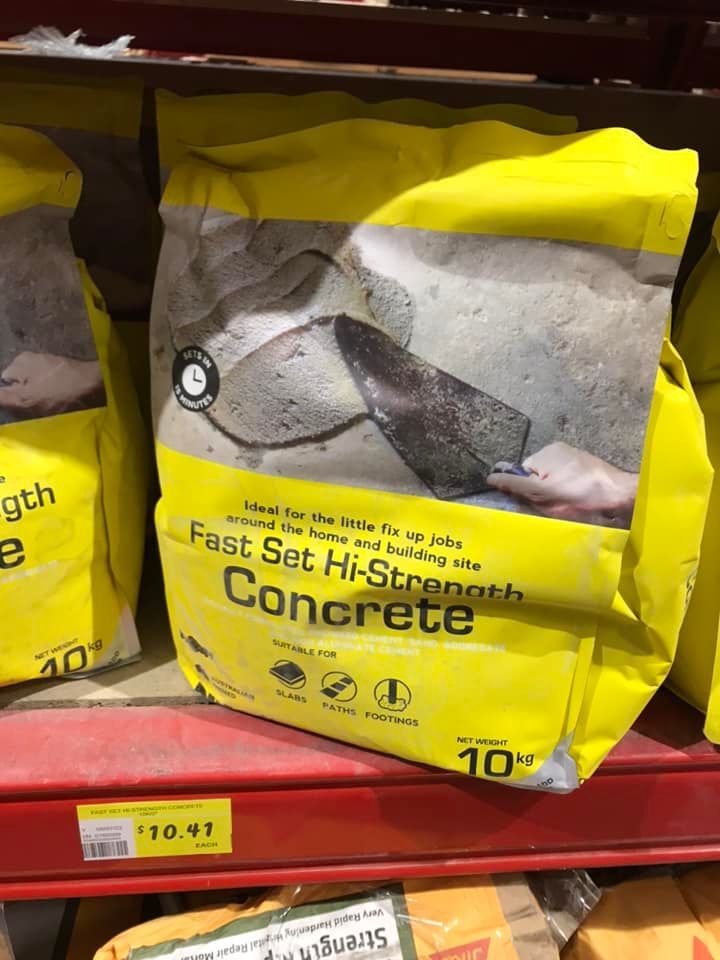 SETS IN
MINUTES
Ideal for the little fix up jobs
around the home and building site
Fast Set Hi-Strength
Concrete
SUITABLE FOR
SLABS
PATHS
FOOTINGS
AUSTRALIAN
NET WEIGHT
10kg
gth
e
NET WEIGHT
10kg
FAST SET HI-STRENGTH CONCRETE
$10.41
EACH
Strength
Very Rapid Hardening